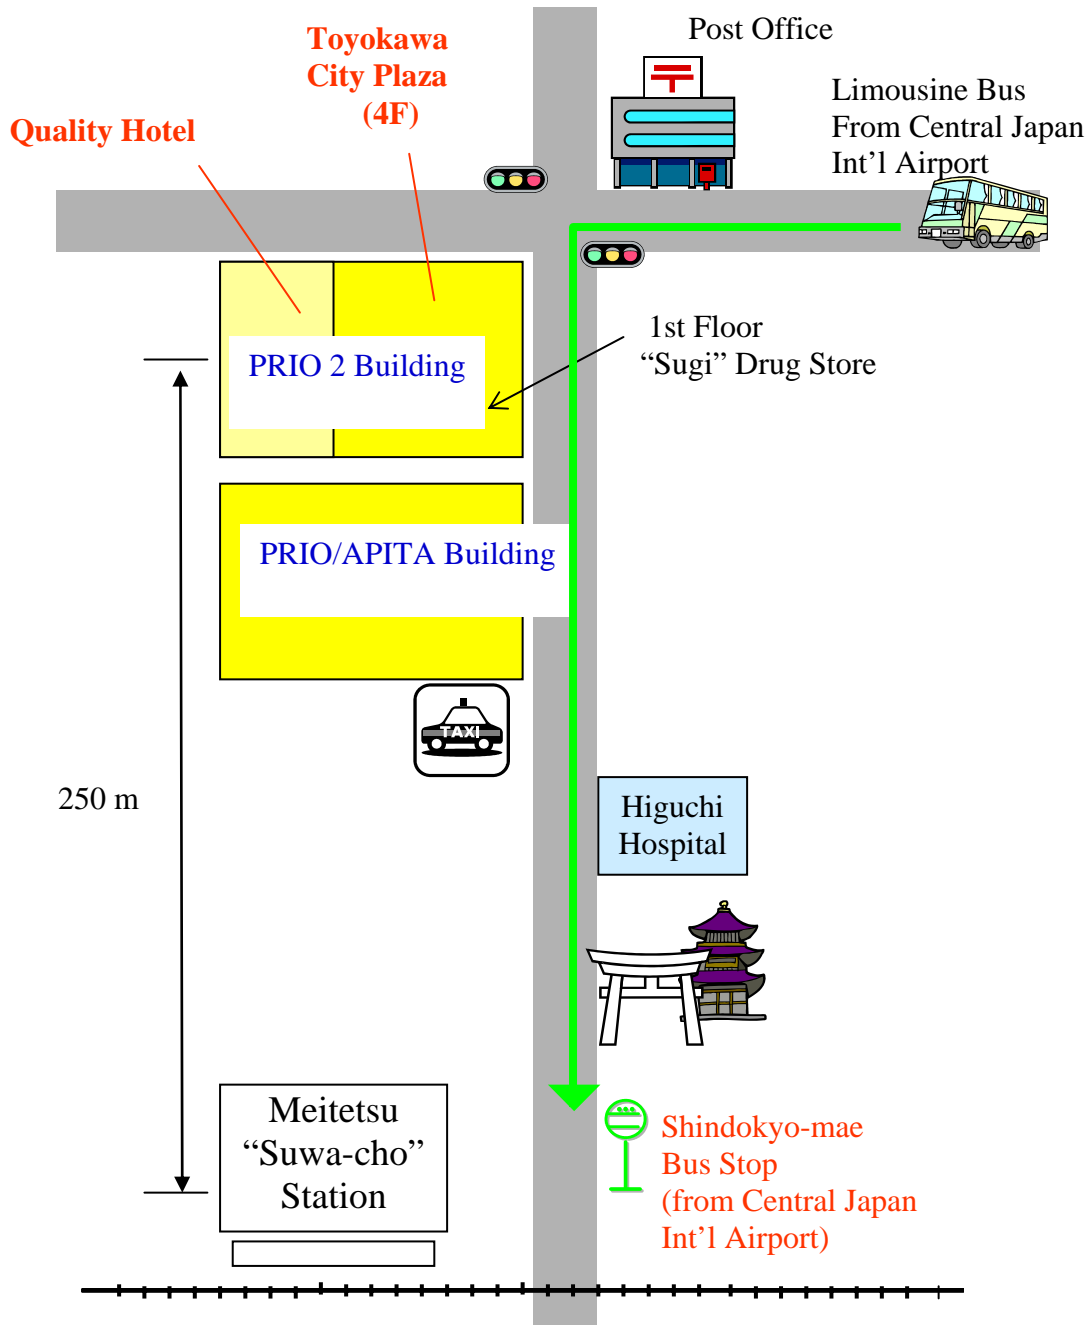 Toyokawa
City Plaza
(4F)
Post Office
Quality Hotel
Limousine Bus
From Central Japan
Int’l Airport
1st Floor
“Sugi” Drug Store
PRIO 2 Building
PRIO/APITA Building
TAXI
250 m
Higuchi
Hospital
Meitetsu
“Suwa-cho”
Station
Shindokyo-mae
Bus Stop
(from Central Japan
Int’l Airport)